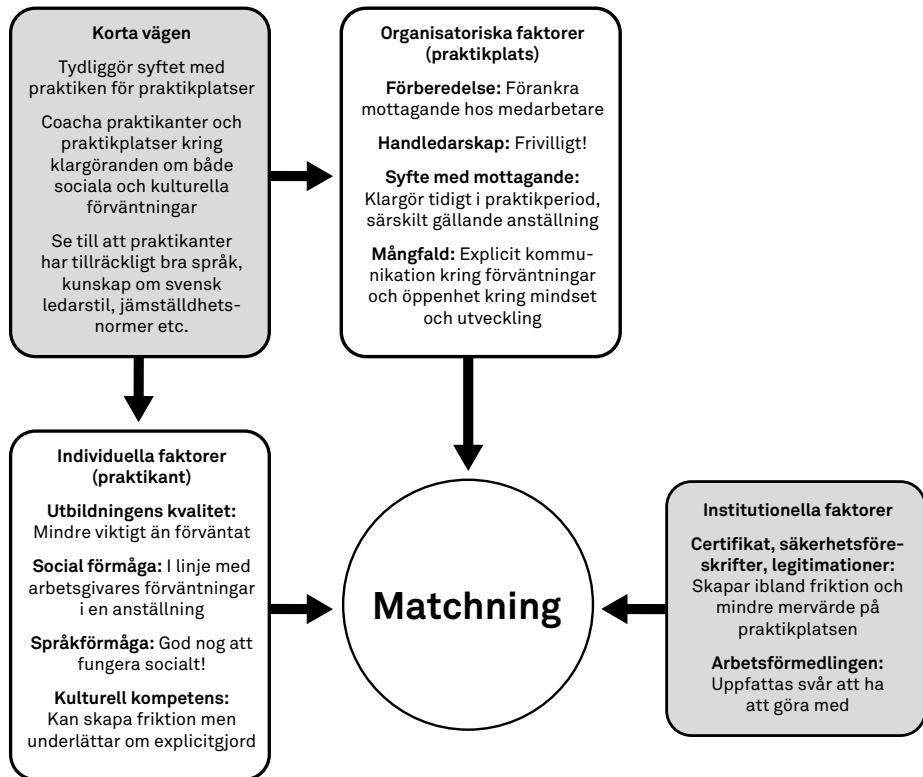 Korta vägen
Tydliggör syftet med
praktiken för praktikplatser
Coacha praktikanter och
praktikplatser kring
klargöranden om både
sociala och kulturella
förväntningar
Se till att praktikanter
har tillräckligt bra språk,
kunskap om svensk
ledarstil, jämställdhets-
normer etc.
Organisatoriska faktorer
(praktikplats)
Förberedelse: Förankra
mottagande hos medarbetare
Handledarskap: Frivilligt!
Syfte med mottagande:
Klargör tidigt i praktikperiod,
särskilt gällande anställning
Mångfald: Explicit kommu-
nikation kring förväntningar
och öppenhet kring mindset
och utveckling
Individuella faktorer
(praktikant)
Utbildningens kvalitet:
Mindre viktigt än förväntat
Social förmåga: I linje med
arbetsgivares förväntningar
i en anställning
Språkförmåga: God nog att
fungera socialt!
Kulturell kompetens:
Kan skapa friktion men
underlättar om explicitgjord
Matchning
Institutionella faktorer
Certifikat, säkerhetsföre-
skrifter, legitimationer:
Skapar ibland friktion och
mindre mervärde på
praktikplatsen
Arbetsförmedlingen:
Uppfattas svår att ha
att göra med